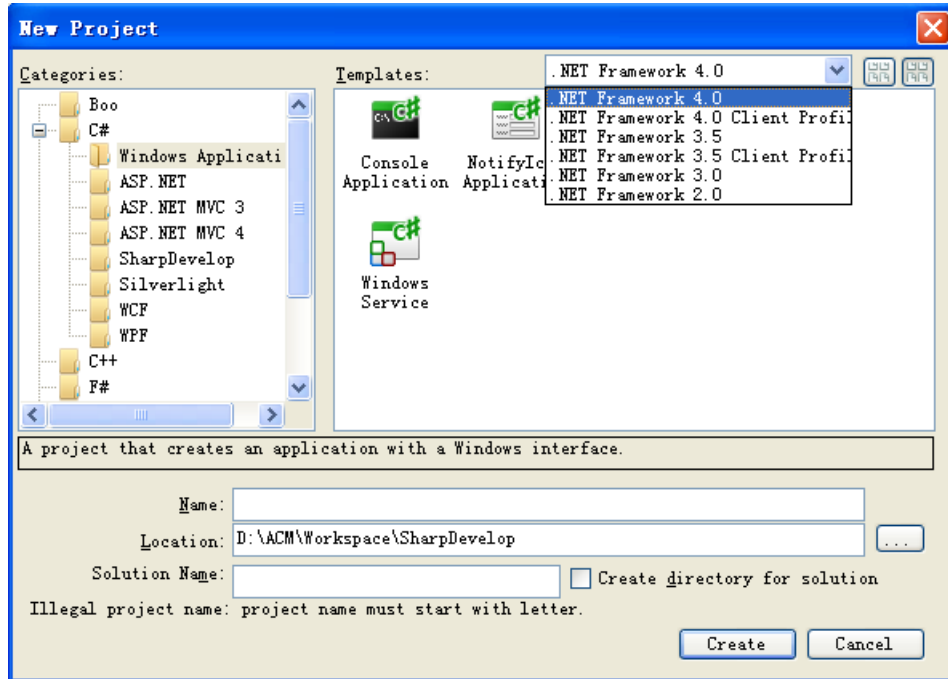 New Project
Categories:
Templates:
.NET Framework 4.0
Boo
C#
Windows Applicati
ASP.NET
ASP.NET MVC 3
ASP.NET MVC 4
SharpDevelop
Silverlight
WCF
WPF
C++
F#
C#
Console
Application
C#
NotifyIc
Applicati
.NET Framework 4.0
.NET Framework 4.0 Client Profil
.NET Framework 3.5
.NET Framework 3.5 Client Profil
.NET Framework 3.0
.NET Framework 2.0
C#
Windows
Service
A project that creates an application with a Windows interface.
Name:
Location: D:\ACM\Workspace\SharpDevelop
...
Solution Name:
Create directory for solution
Illegal project name: project name must start with letter.
Create
Cancel